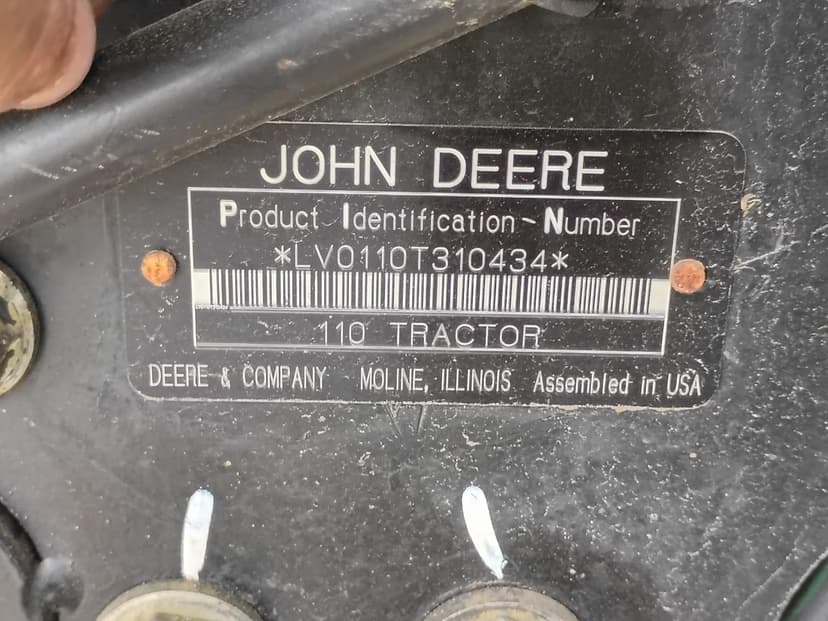 JOHN DEERE
Product Identification-Number
*LV0110T310434*
110 TRACTOR
DEERE & COMPANY MOLINE, ILLINOIS Assembled in USA